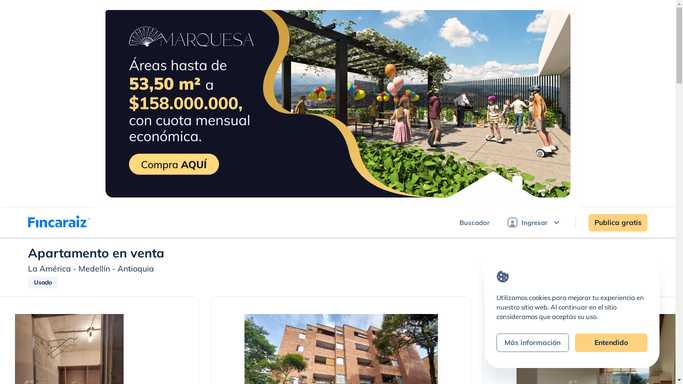 MARQUESA
Áreas hasta de
53,50 m² a
$158.000.000,
con cuota mensual
económica.
Compra AQUÍ
Fincaraiz
Buscador
Ingresar
Publica gratis
Apartamento en venta
La América - Medellín - Antioquia
Usado
Utilizamos cookies para mejorar tu experiencia en
nuestro sitio web. Al continuar en el sitio
consideramos que aceptas su uso.
Más información
Entendido